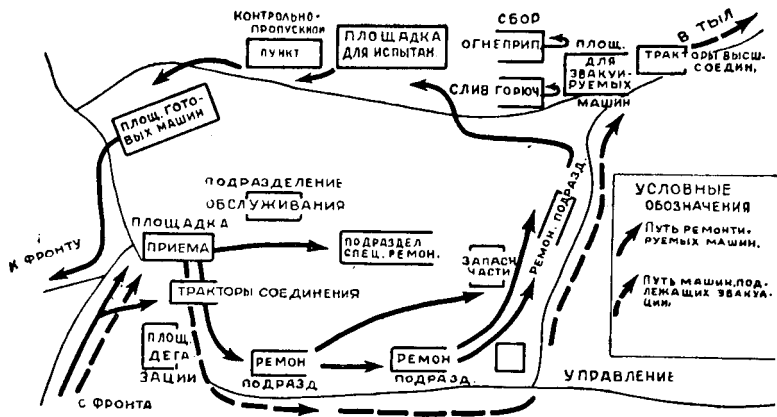 КОНТРОЛЬНО-
ПРОПУСКНОЙ
ПУНКТ
ПЛОЩАДКА
ДЛЯ ИСПЫТАН.
СБОР
ОГНЕПРИП.
СЛИВ ГОРЮЧ.
ПЛОЩ.
ДЛЯ
ЭВАКУИ-
РУЕМЫХ
МАШИН
В ТЫЛ
ТРАКТОРЫ ВЫСШ.
СОЕДИН.
ПЛОЩ. ГОТО-
ВЫХ МАШИН
К ФРОНТУ
ПОДРАЗДЕЛЕНИЕ
ОБСЛУЖИВАНИЯ
ПЛОЩАДКА
ПРИЕМА
ПОДРАЗДЕЛ
СПЕЦ. РЕМОН.
ЗАПАСН
ЧАСТИ
РЕМОН. ПОДРАЗД.
ТРАКТОРЫ СОЕДИНЕНИЯ
ПЛОЩ.
ДЕГА
ЗАЦИИ
РЕМОН
ПОДРАЗД
РЕМОН
ПОДРАЗД.
УПРАВЛЕНИЕ
С ФРОНТА
УСЛОВНЫЕ
ОБОЗНАЧЕНИЯ
ПУТЬ РЕМОНТИ-
РУЕМЫХ МАШИН.
ПУТЬ МАШИН, ПОД-
ЛЕЖАЩИХ ЭВАКУА-
ЦИИ.